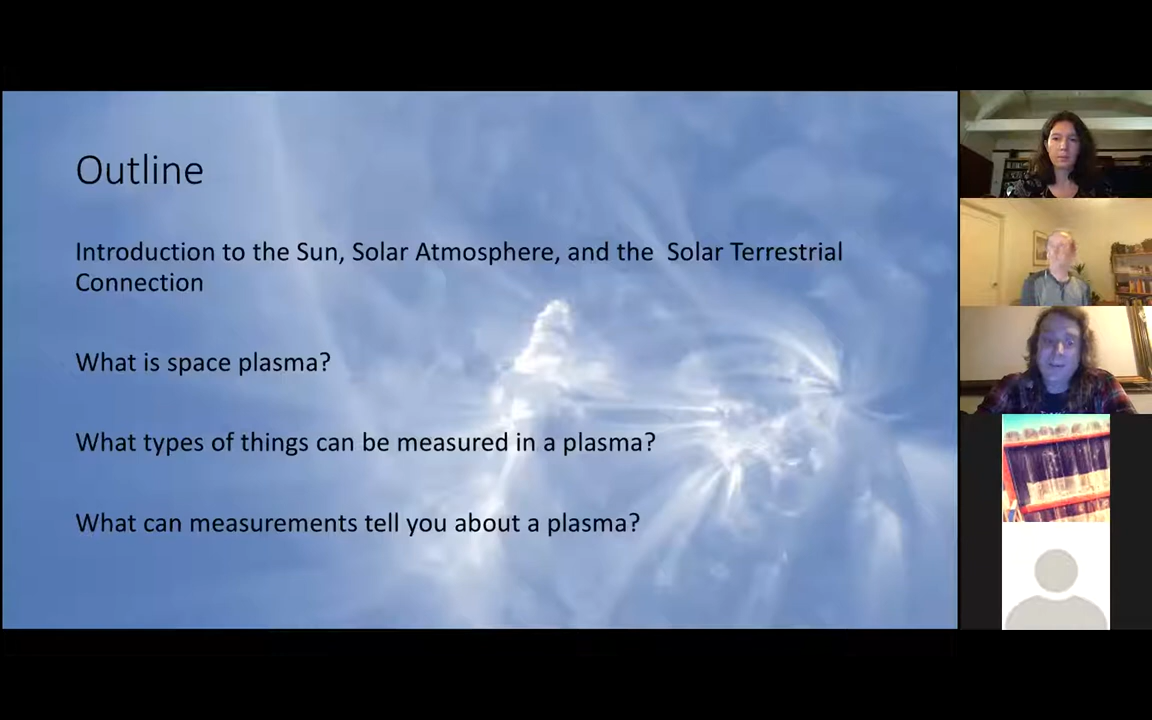 Outline
Introduction to the Sun, Solar Atmosphere, and the  Solar Terrestrial
Connection
What is space plasma?
What types of things can be measured in a plasma?
What can measurements tell you about a plasma?